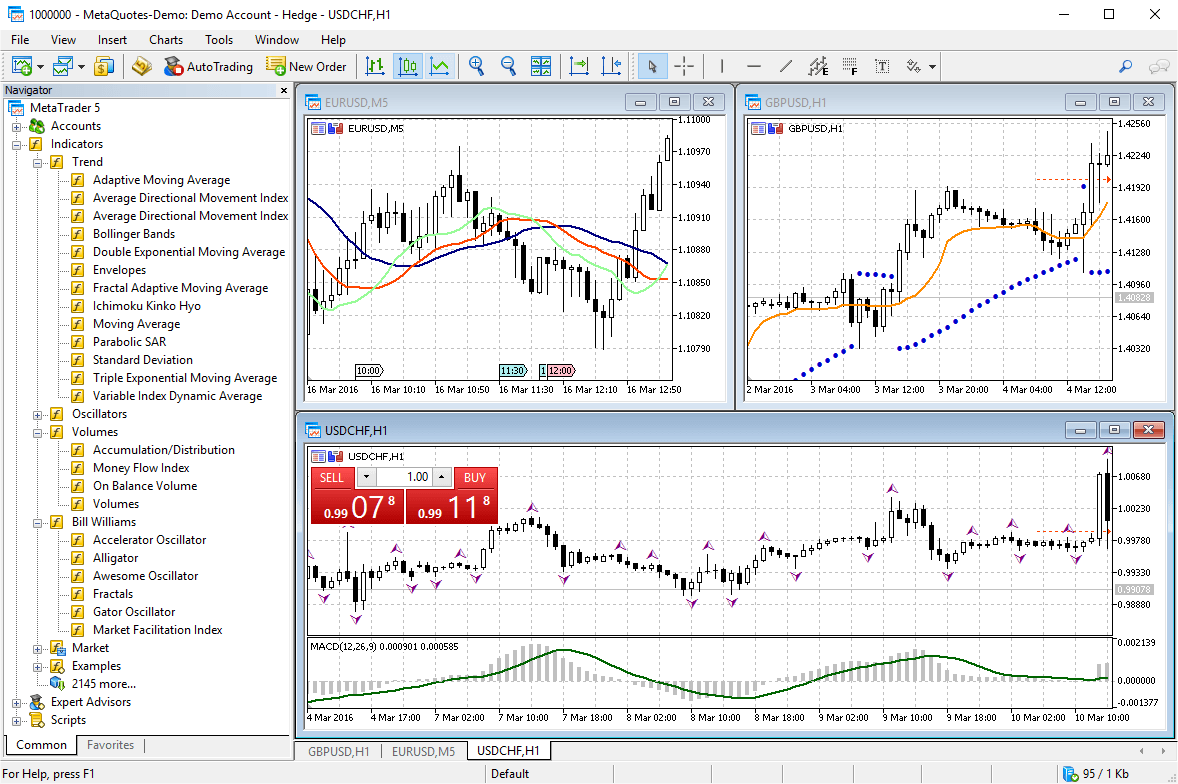 1000000 - MetaQuotes-Demo: Demo Account - Hedge - USDCHF,H1
File View Insert Charts Tools Window Help
AutoTrading New Order
Navigator
MetaTrader 5
Accounts
Indicators
Trend
Adaptive Moving Average
Average Directional Movement Index
Average Directional Movement Index
Bollinger Bands
Double Exponential Moving Average
Envelopes
Fractal Adaptive Moving Average
Ichimoku Kinko Hyo
Moving Average
Parabolic SAR
Standard Deviation
Triple Exponential Moving Average
Variable Index Dynamic Average
Oscillators
Volumes
Accumulation/Distribution
Money Flow Index
On Balance Volume
Volumes
Bill Williams
Accelerator Oscillator
Alligator
Awesome Oscillator
Fractals
Gator Oscillator
Market Facilitation Index
Market
Examples
2145 more...
Expert Advisors
Scripts
Common Favorites
EURUSD,M5
EURUSD,M5
1.11000
1.10970
1.10940
1.10910
1.10880
1.10850
1.10820
1.10790
10:00 11:30 1 12:00
16 Mar 2016 16 Mar 10:10 16 Mar 10:50 16 Mar 11:30 16 Mar 12:10 16 Mar 12:50
GBPUSD,H1
GBPUSD,H1
1.42560
1.42240
1.41920
1.41600
1.41280
1.40960
1.40828
1.40640
1.40320
2 Mar 2016 3 Mar 04:00 3 Mar 12:00 3 Mar 20:00 4 Mar 04:00 4 Mar 12:00
USDCHF,H1
USDCHF,H1
SELL 1.00 BUY
0.99 07 8 0.99 11 8
1.00680
1.00230
0.99780
0.99330
0.99078
0.98880
MACD(12,26,9) 0.000901 0.000585
0.002139
0.000000
-0.001377
4 Mar 2016 4 Mar 17:00 7 Mar 02:00 7 Mar 10:00 7 Mar 18:00 8 Mar 02:00 8 Mar 10:00 8 Mar 18:00 9 Mar 02:00 9 Mar 10:00 9 Mar 18:00 10 Mar 02:00 10 Mar 10:00
GBPUSD,H1 EURUSD,M5 USDCHF,H1
For Help, press F1 Default 95 / 1 Kb